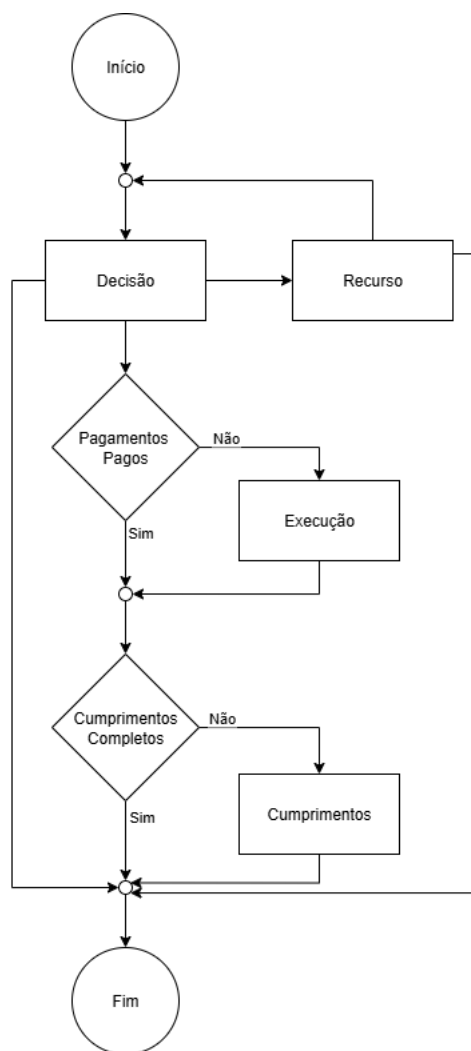 Início
Decisão
Recurso
Pagamentos
Pagos
Não
Execução
Sim
Cumprimentos
Completos
Não
Cumprimentos
Sim
Fim